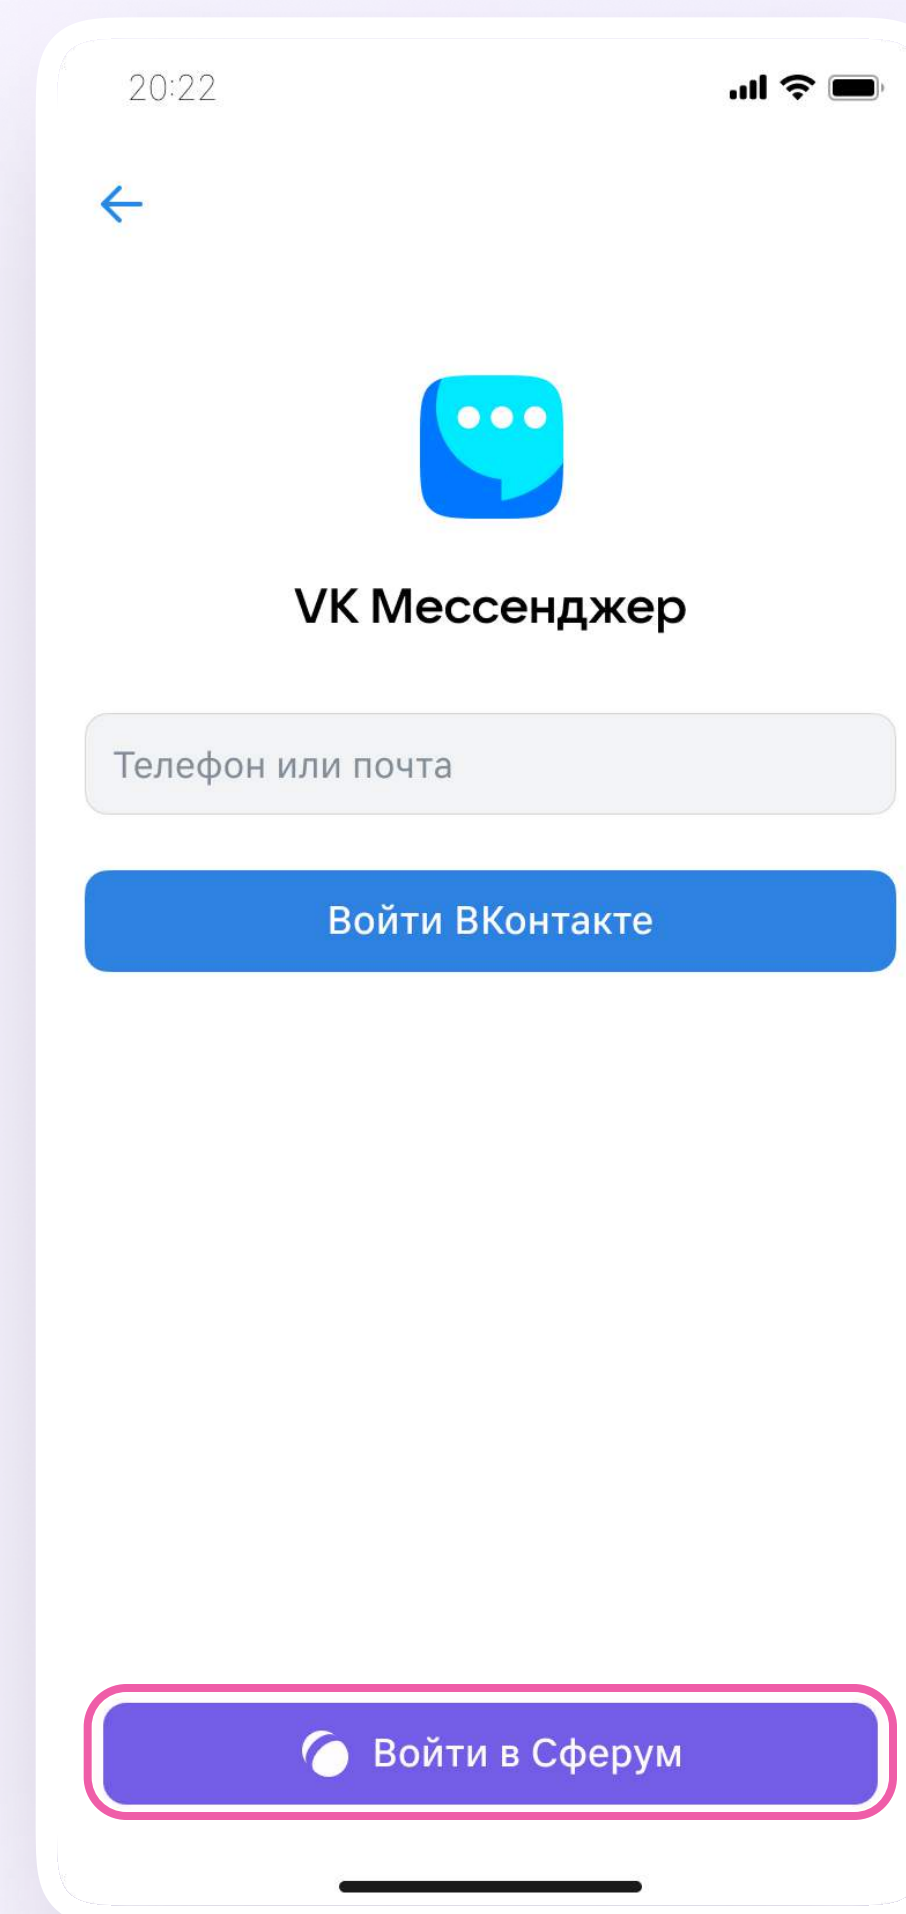 20:22
VK Мессенджер
Телефон или почта
Войти ВКонтакте
Войти в Сферум